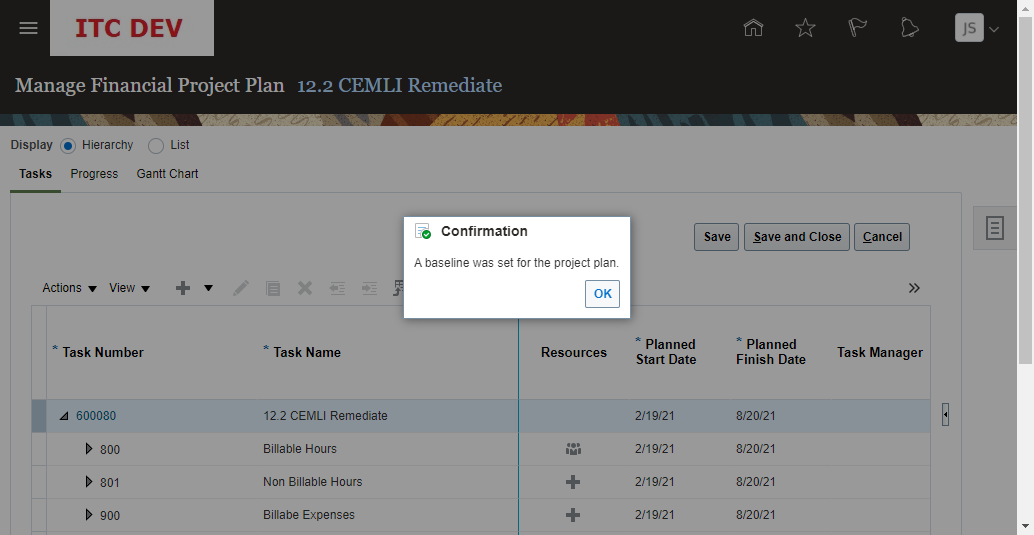 ITC DEV
JS
Manage Financial Project Plan 12.2 CEMLI Remediate
Display Hierarchy List
Tasks Progress Gantt Chart
Confirmation
A baseline was set for the project plan.
OK
Save Save and Close Cancel
Actions View
* Task Number * Task Name Resources * Planned Start Date * Planned Finish Date Task Manager
600080 12.2 CEMLI Remediate 2/19/21 8/20/21
800 Billable Hours 2/19/21 8/20/21
801 Non Billable Hours 2/19/21 8/20/21
900 Billabe Expenses 2/19/21 8/20/21